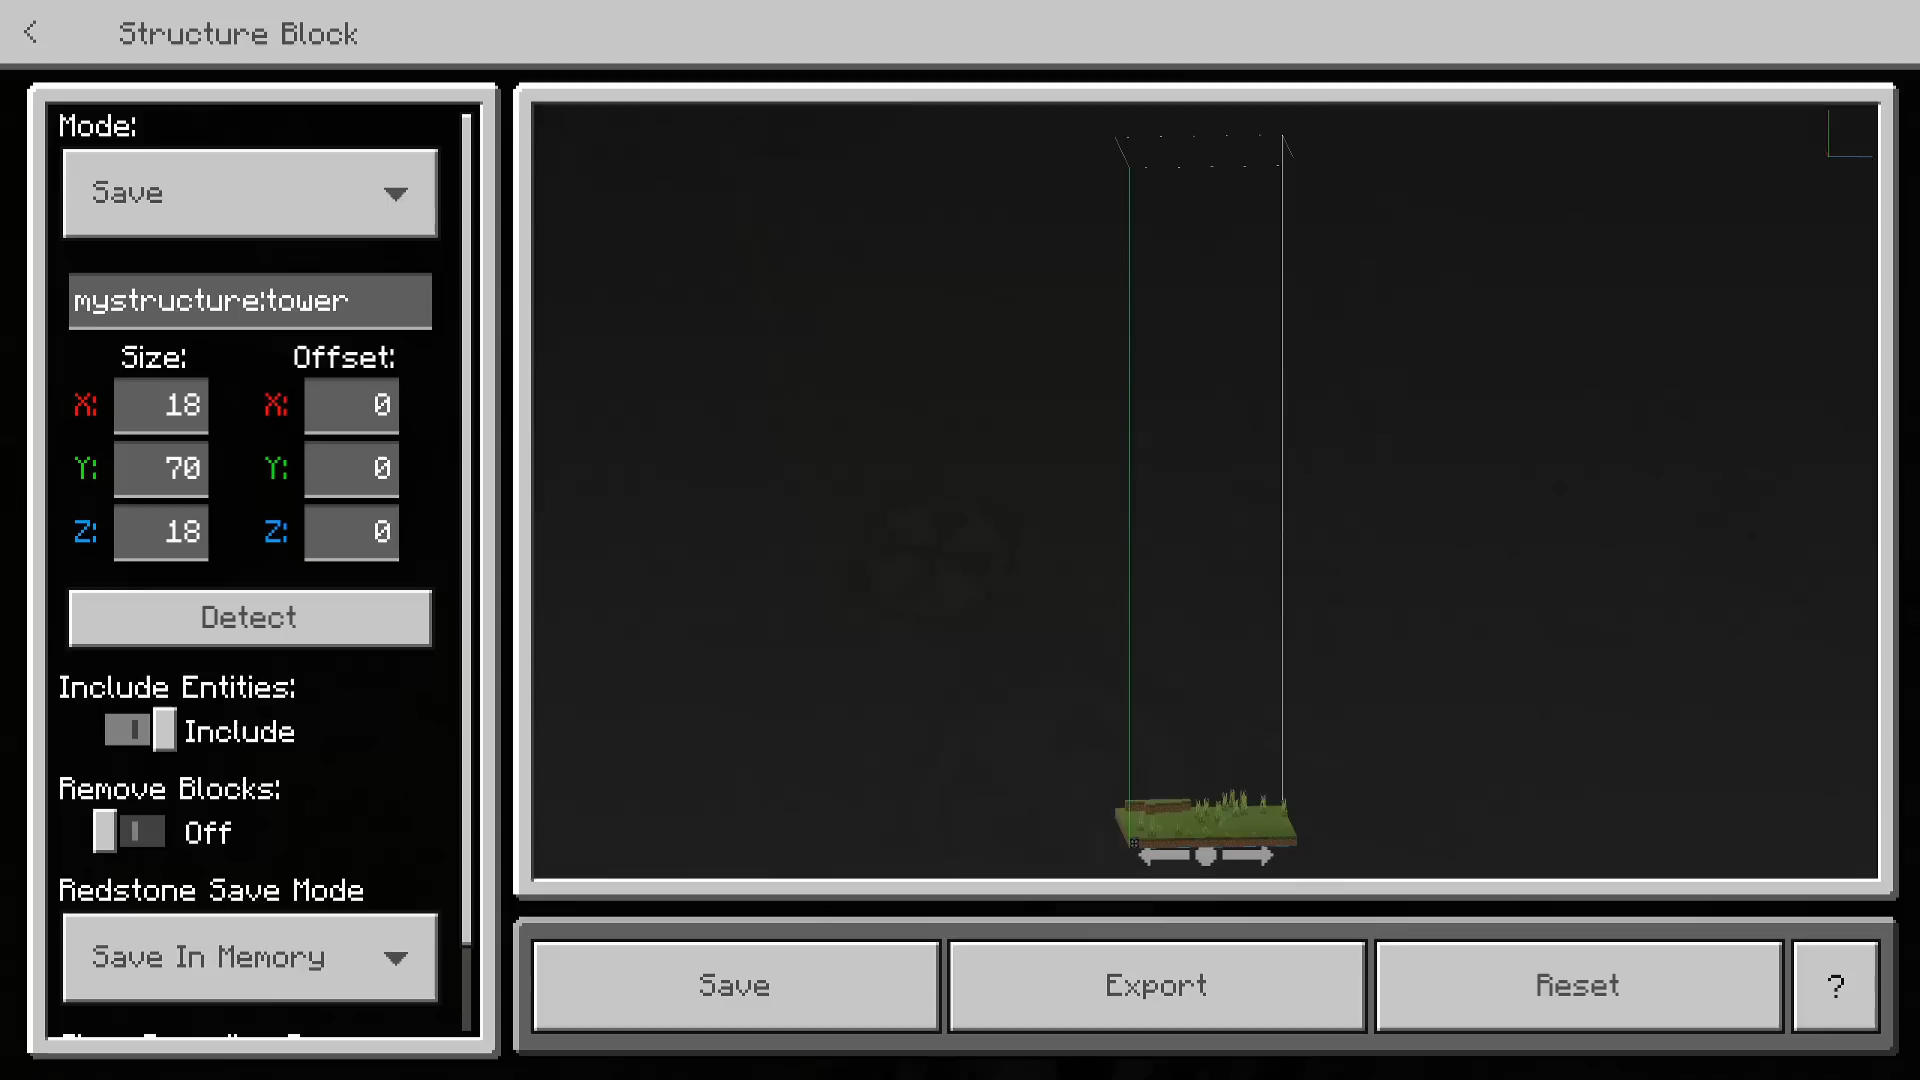 Structure Block
Mode:
Save
mystructure:tower
Size: Offset:
X: 18 X: 0
Y: 70 Y: 0
Z: 18 Z: 0
Detect
Include Entities:
Include
Remove Blocks:
Off
Redstone Save Mode
Save In Memory
Save Export Reset ?